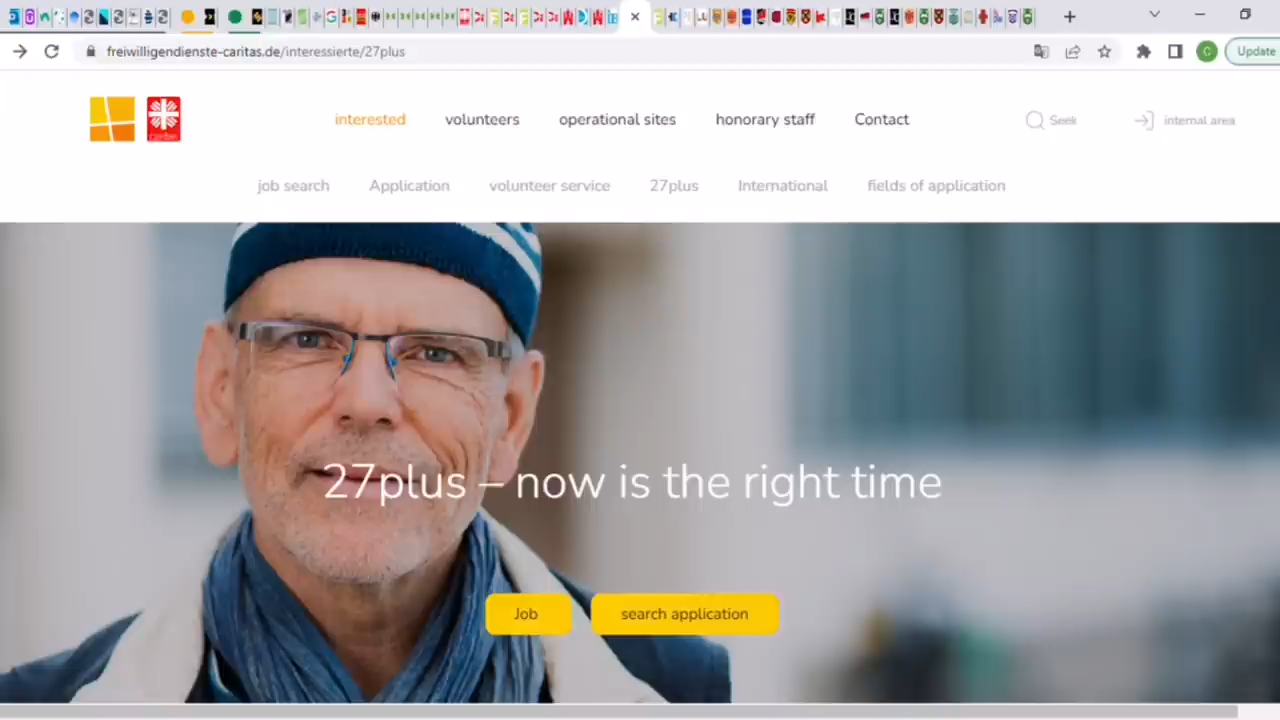 freiwilligendienste-caritas.de/interessierte/27plus
C
Update
interested volunteers operational sites honorary staff Contact Seek internal area
job search Application volunteer service 27plus International fields of application
27plus – now is the right time
Job search application